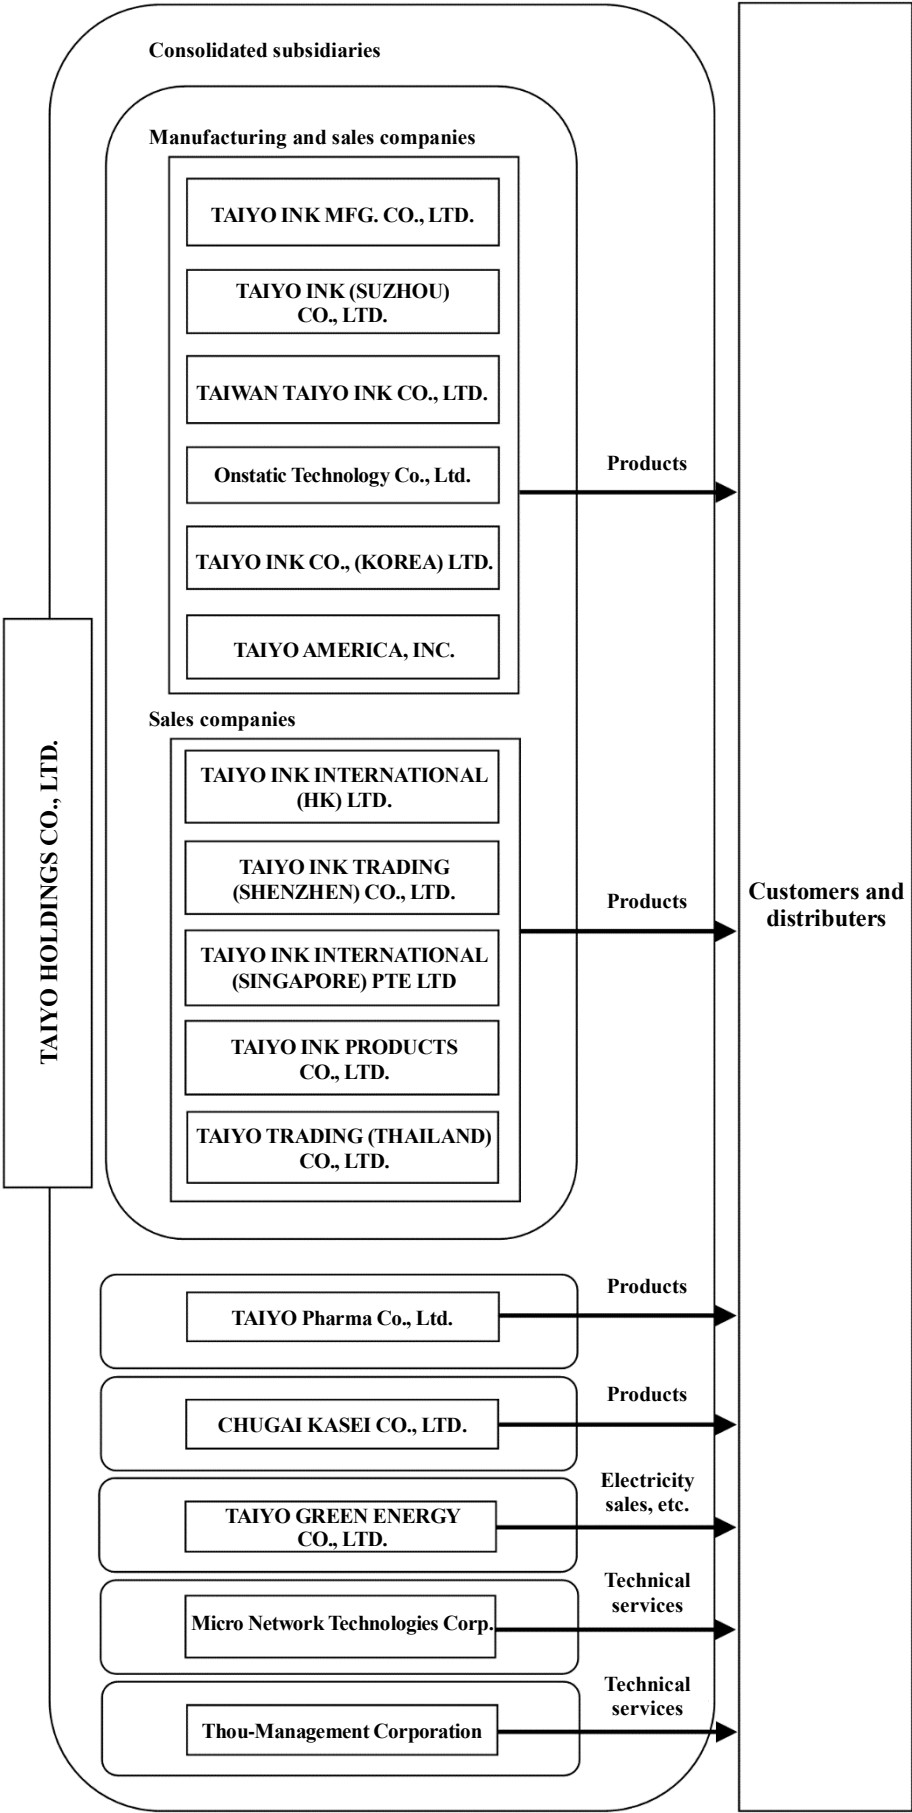 Consolidated subsidiaries
Manufacturing and sales companies
TAIYO INK MFG. CO., LTD.
TAIYO INK (SUZHOU)
CO., LTD.
TAIWAN TAIYO INK CO., LTD.
Onstatic Technology Co., Ltd.
Products
TAIYO INK CO., (KOREA) LTD.
TAIYO AMERICA, INC.
TAIYO HOLDINGS CO., LTD.
Sales companies
TAIYO INK INTERNATIONAL
(HK) LTD.
TAIYO INK TRADING
(SHENZHEN) CO., LTD.
Products
Customers and
distributers
TAIYO INK INTERNATIONAL
(SINGAPORE) PTE LTD
TAIYO INK PRODUCTS
CO., LTD.
TAIYO TRADING (THAILAND)
CO., LTD.
TAIYO Pharma Co., Ltd.
Products
CHUGAI KASEI CO., LTD.
Products
TAIYO GREEN ENERGY
CO., LTD.
Electricity
sales, etc.
Micro Network Technologies Corp.
Technical
services
Thou-Management Corporation
Technical
services